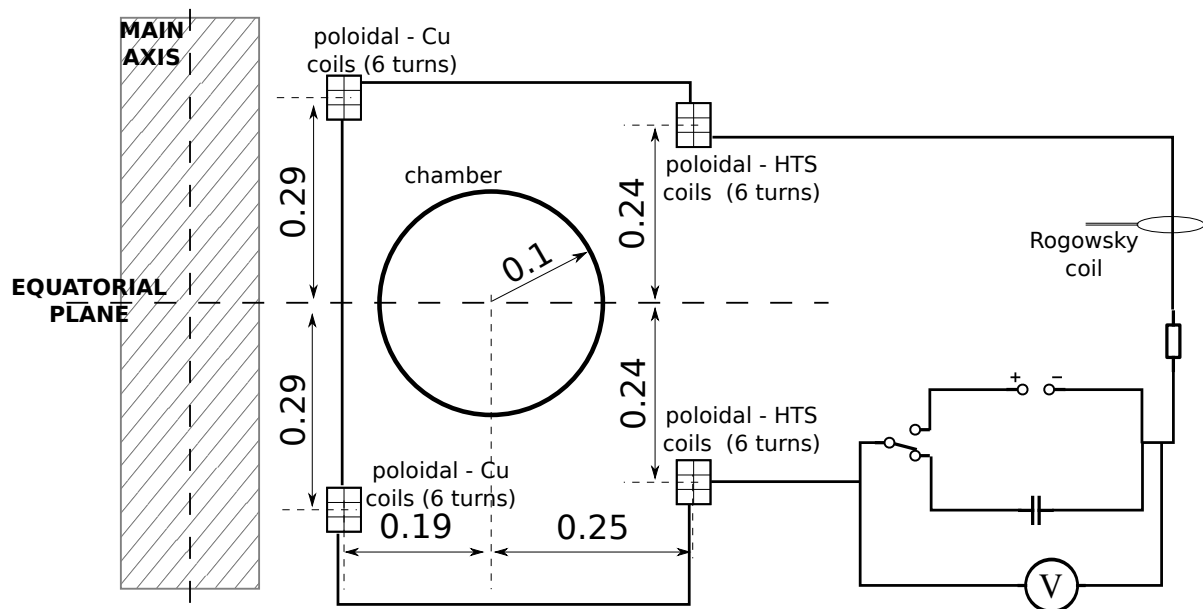 MAIN
AXIS
poloidal - Cu
coils (6 turns)
poloidal - HTS
coils  (6 turns)
chamber
0.29
0.24
0.1
Rogowsky
coil
EQUATORIAL
PLANE
0.29
0.24
+ −
poloidal - HTS
coils  (6 turns)
poloidal - Cu
coils (6 turns)
0.19
0.25
V